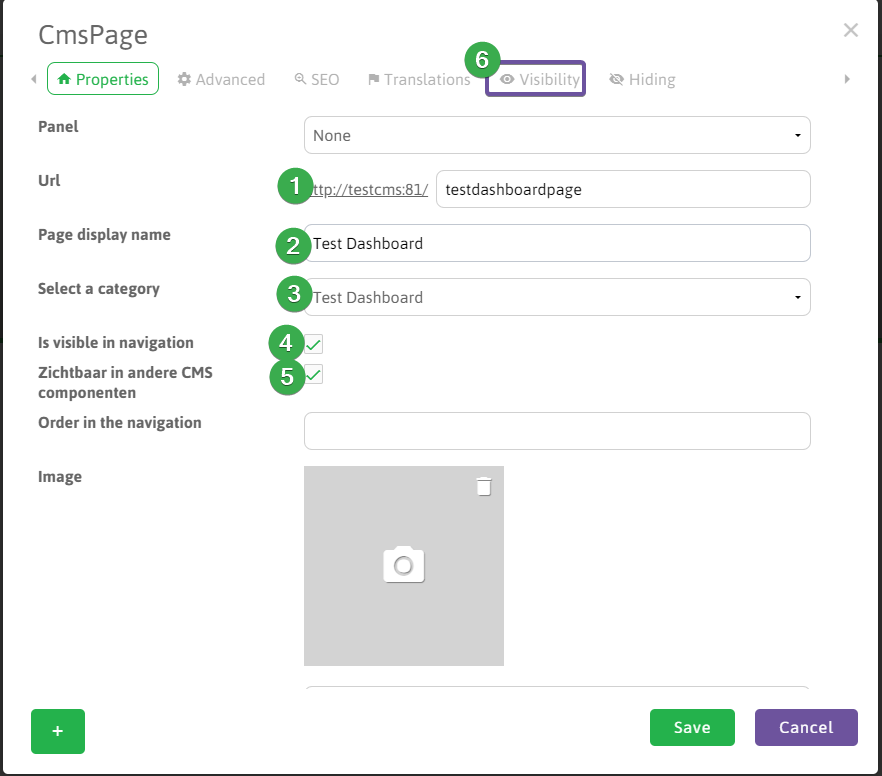 CmsPage
6
Properties Advanced SEO Translations Visibility Hiding
Panel None
Url 1 ttp://testcms:81/ testdashboardpage
Page display name 2 Test Dashboard
Select a category 3 Test Dashboard
Is visible in navigation 4
Zichtbaar in andere CMS 5
componenten
Order in the navigation
Image
+ Save Cancel